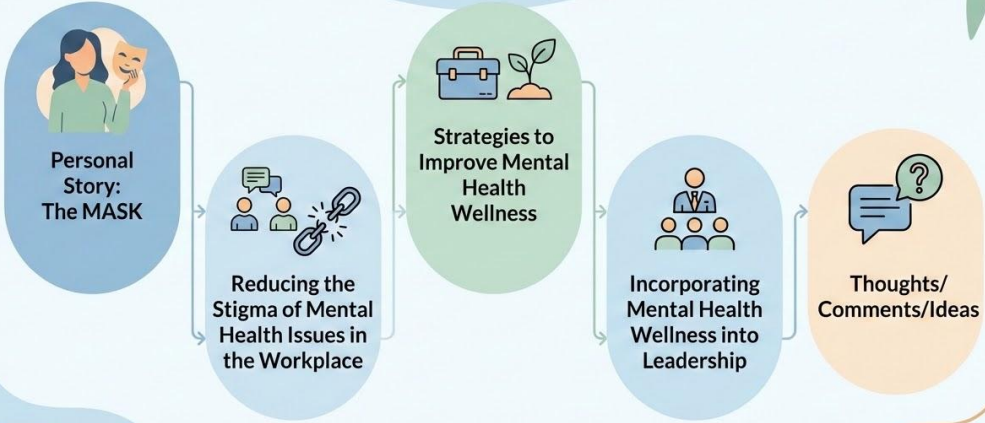 Personal
Story:
The MASK
Reducing the
Stigma of Mental
Health Issues in
the Workplace
Strategies to
Improve Mental
Health
Wellness
Incorporating
Mental Health
Wellness into
Leadership
?
Thoughts/
Comments/Ideas